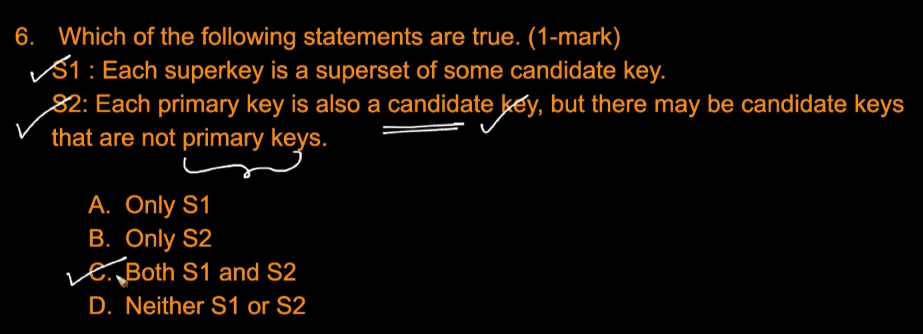 6. Which of the following statements are true. (1-mark)
S1 : Each superkey is a superset of some candidate key.
S2: Each primary key is also a candidate key, but there may be candidate keys
that are not primary keys.
A. Only S1
B. Only S2
C. Both S1 and S2
D. Neither S1 or S2